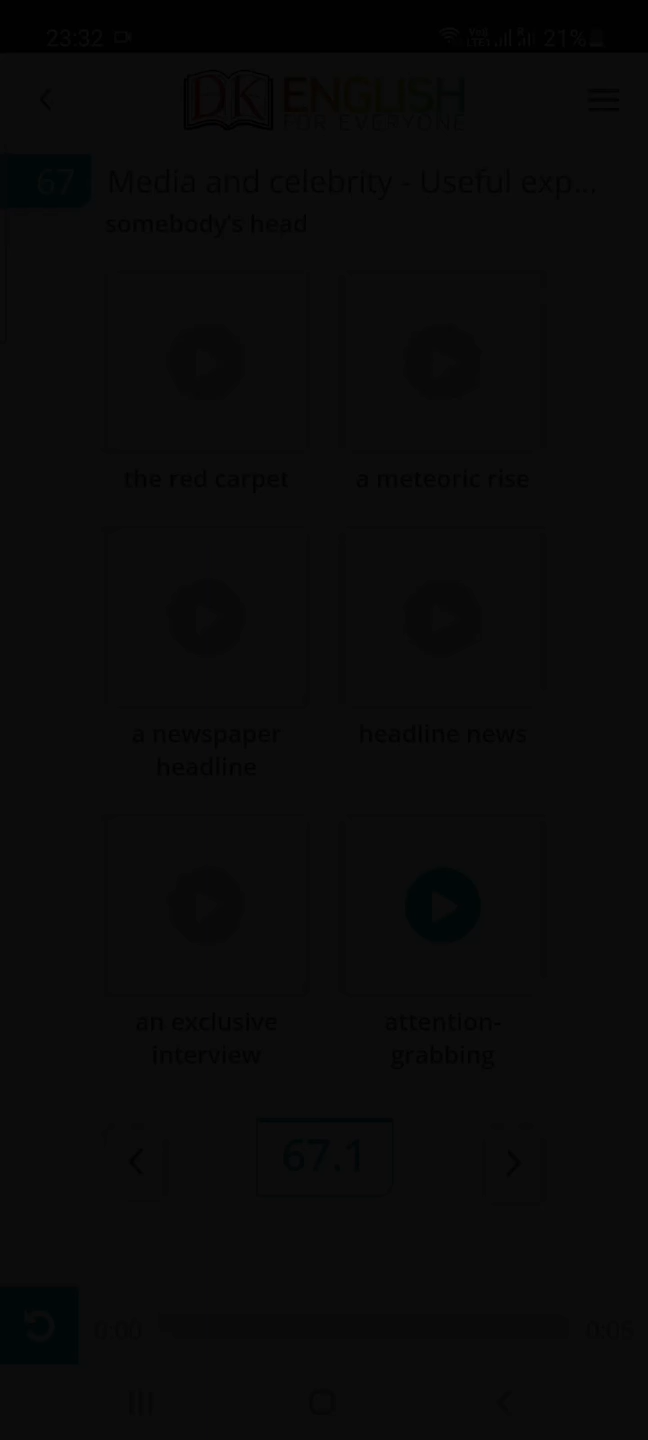 23:32
21%
DK ENGLISH
FOR EVERYONE
67 Media and celebrity - Useful exp...
somebody's head
the red carpet
a meteoric rise
a newspaper
headline
headline news
an exclusive
interview
attention-
grabbing
67.1
0:00
0:06